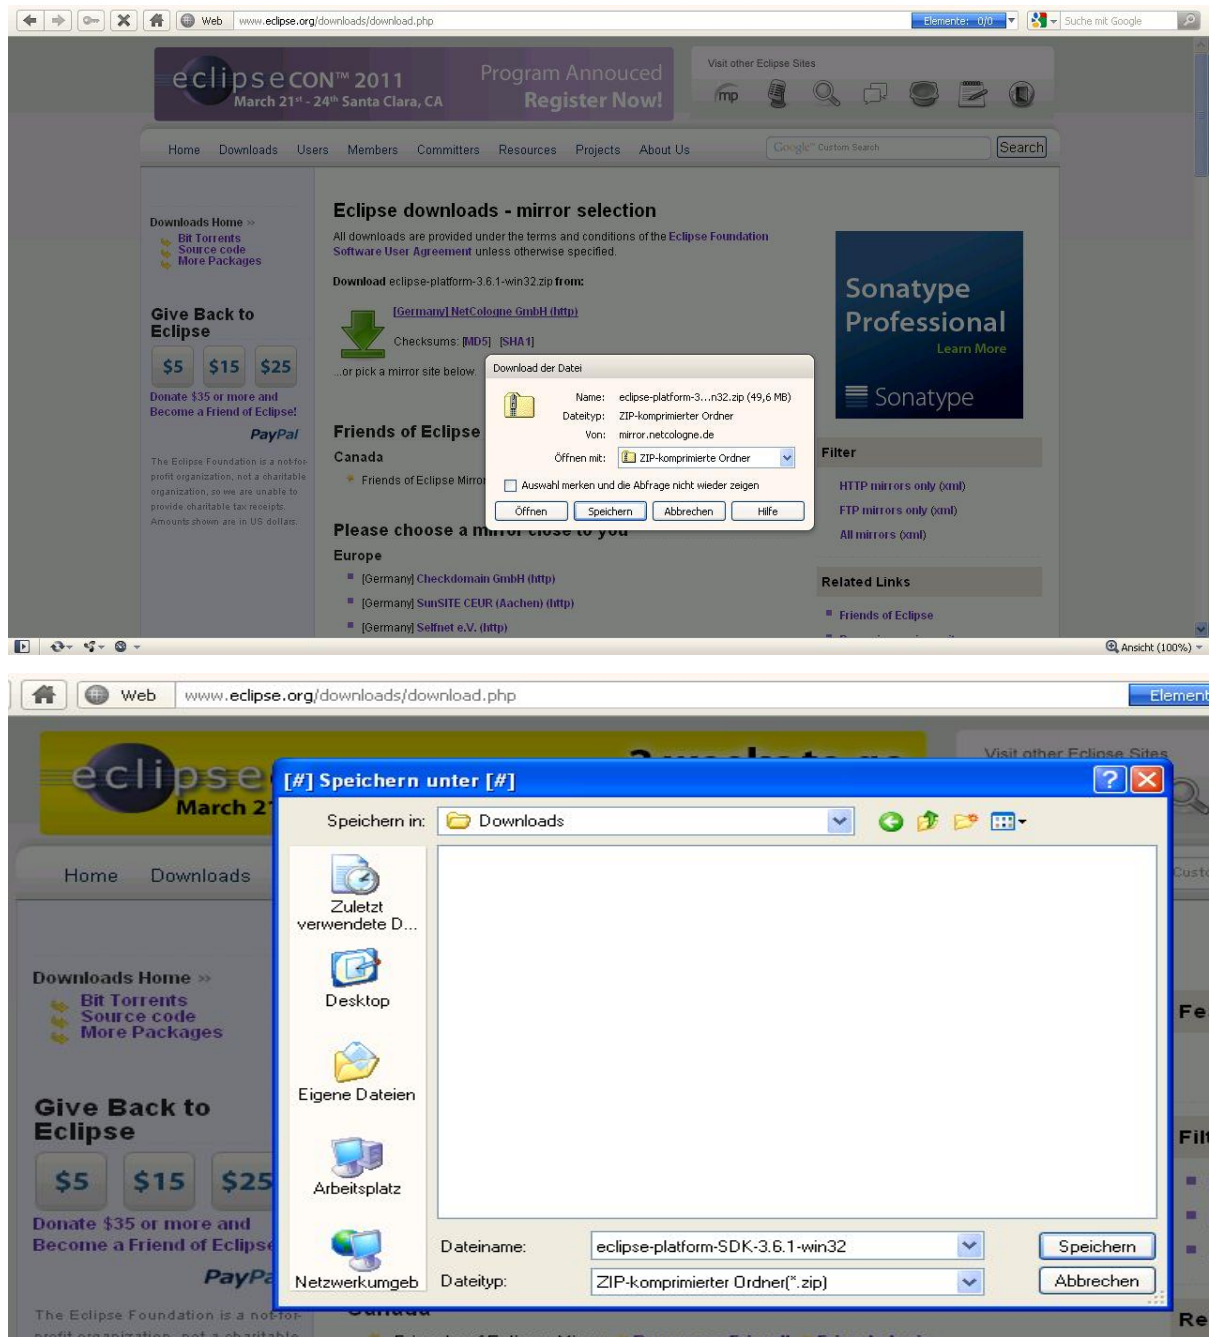 Web www.eclipse.org/downloads/download.php Elemente: 0/0 Suche mit Google
eclipsecon™ 2011
March 21st - 24th Santa Clara, CA
Program Annouced
Register Now!
Visit other Eclipse Sites
mp
Home Downloads Users Members Committers Resources Projects About Us Google™ Custom Search Search
Downloads Home »
Bit Torrents
Source code
More Packages
Give Back to
Eclipse
$5 $15 $25
Donate $35 or more and
Become a Friend of Eclipse!
PayPal
The Eclipse Foundation is a not-for-
profit organization, not a charitable
organization, so we are unable to
provide charitable tax receipts.
Amounts shown are in US dollars.
Eclipse downloads - mirror selection
All downloads are provided under the terms and conditions of the Eclipse Foundation
Software User Agreement unless otherwise specified.
Download eclipse-platform-3.6.1-win32.zip from:
[Germany] NetCologne GmbH (http)
Checksums: [MD5] [SHA1]
...or pick a mirror site below.
Friends of Eclipse
Canada
Friends of Eclipse Mirror
Please choose a mirror close to you
Europe
[Germany] Checkdomain GmbH (http)
[Germany] SunSITE CEUR (Aachen) (http)
[Germany] Selfnet e.V. (http)
Download der Datei
Name: eclipse-platform-3...n32.zip (49,6 MB)
Dateityp: ZIP-komprimierter Ordner
Von: mirror.netcologne.de
Öffnen mit: ZIP-komprimierte Ordner
Auswahl merken und die Abfrage nicht wieder zeigen
Öffnen Speichern Abbrechen Hilfe
Sonatype
Professional
Learn More
Sonatype
Filter
HTTP mirrors only (xml)
FTP mirrors only (xml)
All mirrors (xml)
Related Links
Friends of Eclipse
Ansicht (100%)
Web www.eclipse.org/downloads/download.php Element
eclipse
March 2
Visit other Eclipse Sites
Home Downloads
Custo
Downloads Home »
Bit Torrents
Source code
More Packages
Give Back to
Eclipse
$5 $15 $25
Donate $35 or more and
Become a Friend of Eclipse
PayPa
The Eclipse Foundation is a not-for-
[#] Speichern unter [#]
Speichern in: Downloads
Zuletzt
verwendete D...
Desktop
Eigene Dateien
Arbeitsplatz
Netzwerkumgeb
Dateiname: eclipse-platform-SDK-3.6.1-win32 Speichern
Dateityp: ZIP-komprimierter Ordner(*.zip) Abbrechen
Fe
Filt
Re